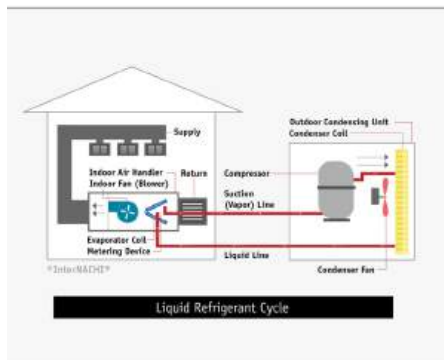 Supply
Outdoor Condensing Unit
Condenser Coil
Indoor Air Handler
Indoor Fan (Blower)
Return
Compressor
Suction
(Vapor) Line
Evaporator Coil
Metering Device
Liquid Line
Condenser Fan
*InterNACHI*
Liquid Refrigerant Cycle